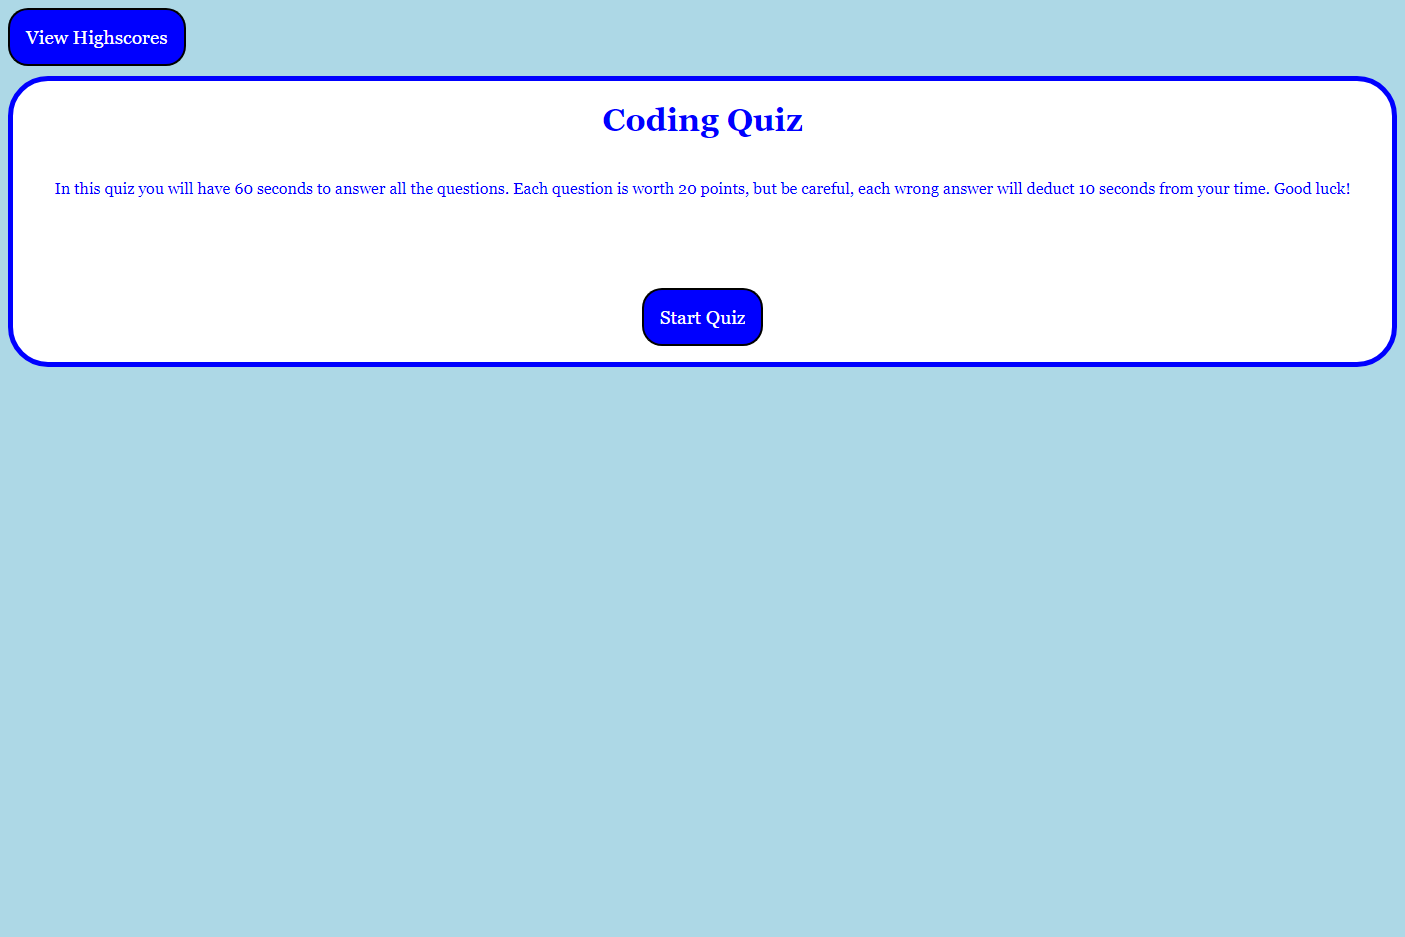 View Highscores
Coding Quiz
In this quiz you will have 60 seconds to answer all the questions. Each question is worth 20 points, but be careful, each wrong answer will deduct 10 seconds from your time. Good luck!
Start Quiz